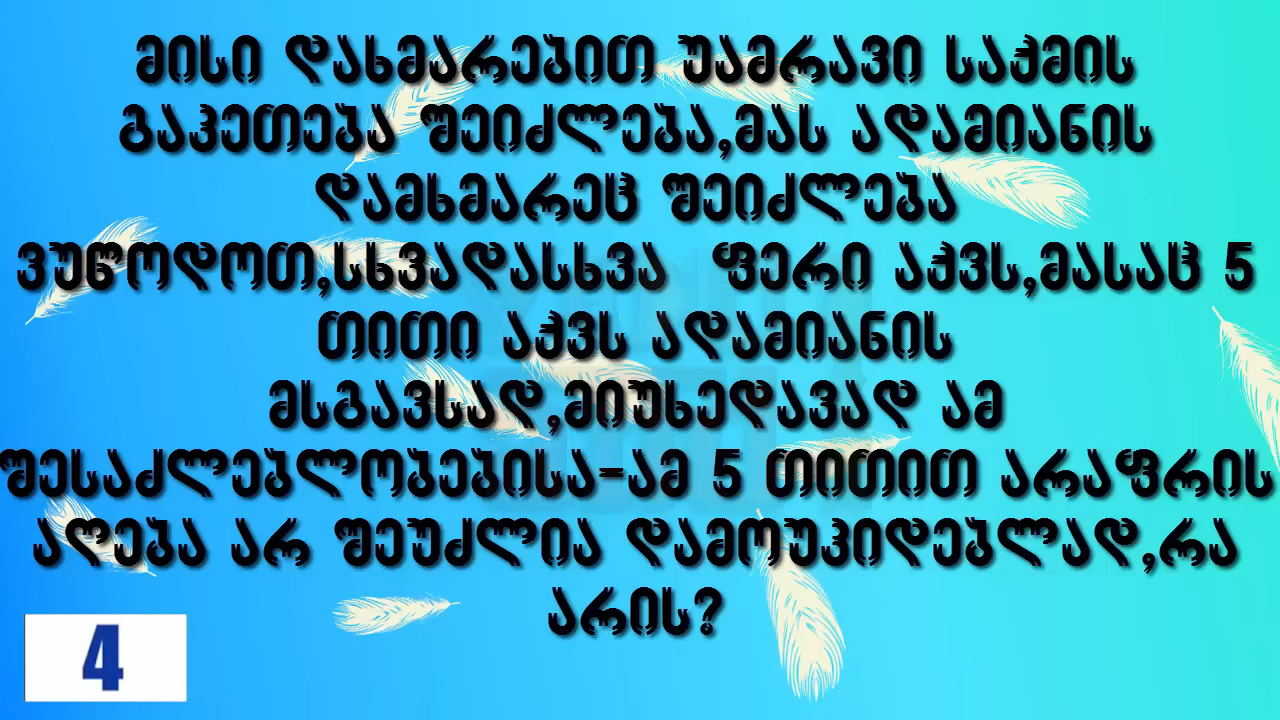 მისი დახმარებით უამრავი საქმის
გაკეთება შეიძლება,მას ადამიანის
დამხმარეც შეიძლება
ვუწოდოთ,სხვადასხვა ფერი აქვს,მასაც 5
თითი აქვს ადამიანის
მსგავსად,მიუხედავად ამ
შესაძლებლობებისა-ამ 5 თითით არაფრის
აღება არ შეუძლია დამოუკიდებლად,რა
არის?
4